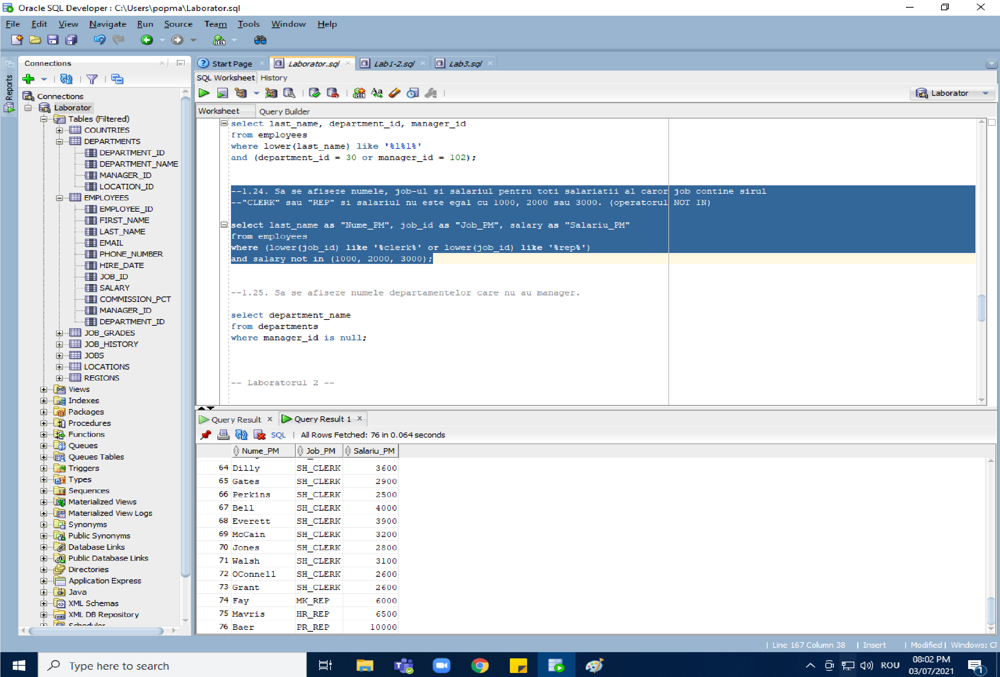 Oracle SQL Developer : C:\Users\popma\Laborator.sql
File Edit View Navigate Run Source Team Tools Window Help
Reports
Connections
Connections
Laborator
Tables (Filtered)
COUNTRIES
DEPARTMENTS
DEPARTMENT_ID
DEPARTMENT_NAME
MANAGER_ID
LOCATION_ID
EMPLOYEES
EMPLOYEE_ID
FIRST_NAME
LAST_NAME
EMAIL
PHONE_NUMBER
HIRE_DATE
JOB_ID
SALARY
COMMISSION_PCT
MANAGER_ID
DEPARTMENT_ID
JOB_GRADES
JOB_HISTORY
JOBS
LOCATIONS
REGIONS
Views
Indexes
Packages
Procedures
Functions
Queues
Queues Tables
Triggers
Types
Sequences
Materialized Views
Materialized View Logs
Synonyms
Public Synonyms
Database Links
Public Database Links
Directories
Application Express
Java
XML Schemas
XML DB Repository
Start Page Laborator.sql Lab1-2.sql Lab3.sql
SQL Worksheet History
Laborator
Worksheet Query Builder
select last_name, department_id, manager_id
from employees
where lower(last_name) like '%l%l%'
and (department_id = 30 or manager_id = 102);
--1.24. Sa se afiseze numele, job-ul si salariul pentru toti salariatii al caror job contine sirul
--"CLERK" sau "REP" si salariul nu este egal cu 1000, 2000 sau 3000. (operatorul NOT IN)
select last_name as "Nume_PM", job_id as "Job_PM", salary as "Salariu_PM"
from employees
where (lower(job_id) like '%clerk%' or lower(job_id) like '%rep%')
and salary not in (1000, 2000, 3000);
--1.25. Sa se afiseze numele departamentelor care nu au manager.
select department_name
from departments
where manager_id is null;
-- Laboratorul 2 --
Query Result Query Result 1
SQL | All Rows Fetched: 76 in 0.064 seconds
Nume_PM Job_PM Salariu_PM
64 Dilly SH_CLERK 3600
65 Gates SH_CLERK 2900
66 Perkins SH_CLERK 2500
67 Bell SH_CLERK 4000
68 Everett SH_CLERK 3900
69 McCain SH_CLERK 3200
70 Jones SH_CLERK 2800
71 Walsh SH_CLERK 3100
72 OConnell SH_CLERK 2600
73 Grant SH_CLERK 2600
74 Fay MK_REP 6000
75 Mavris HR_REP 6500
76 Baer PR_REP 10000
| Line 167 Column 38 | Insert | Modified | Windows:
Type here to search
ROU
08:02 PM
03/07/2021
1